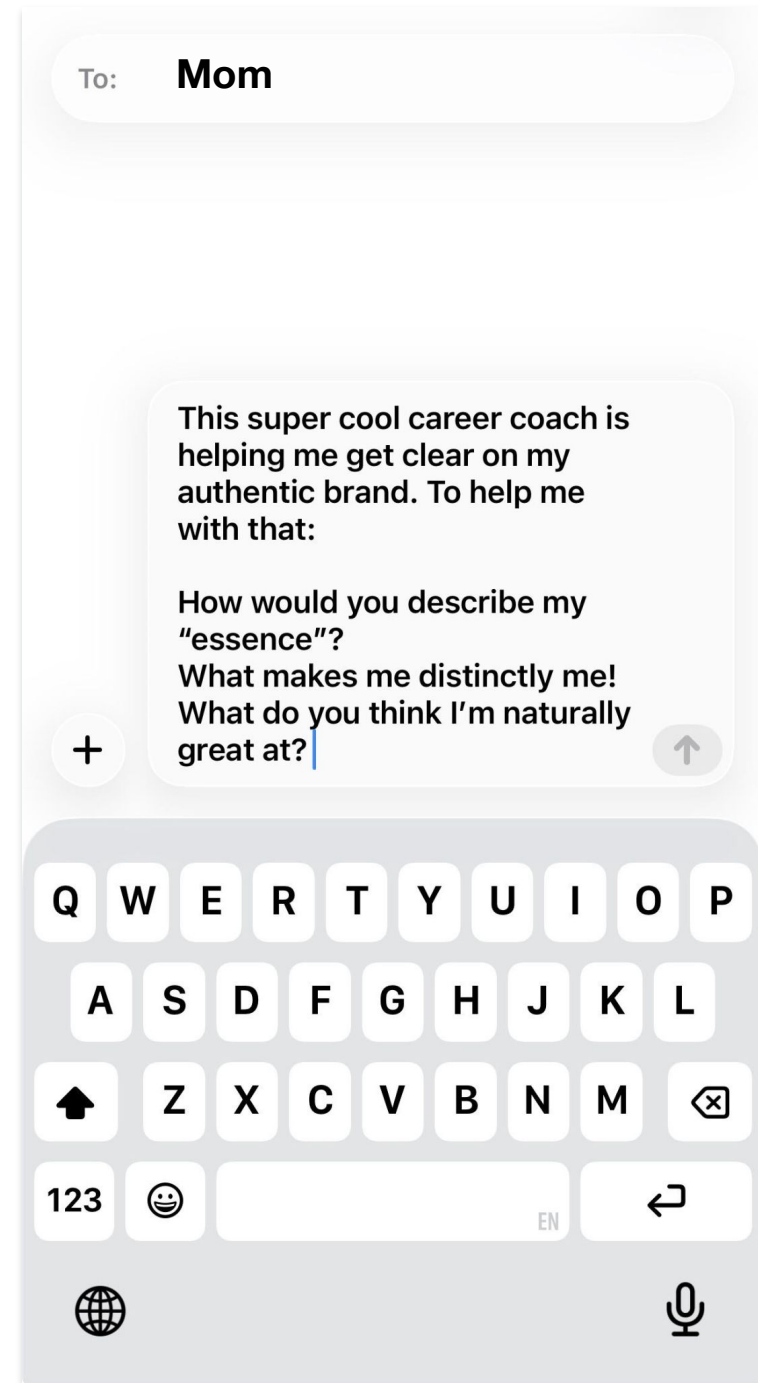 To: Mom
This super cool career coach is
helping me get clear on my
authentic brand. To help me
with that:
How would you describe my
“essence”?
What makes me distinctly me!
What do you think I’m naturally
great at?
Q W E R T Y U I O P
A S D F G H J K L
Z X C V B N M
123
EN